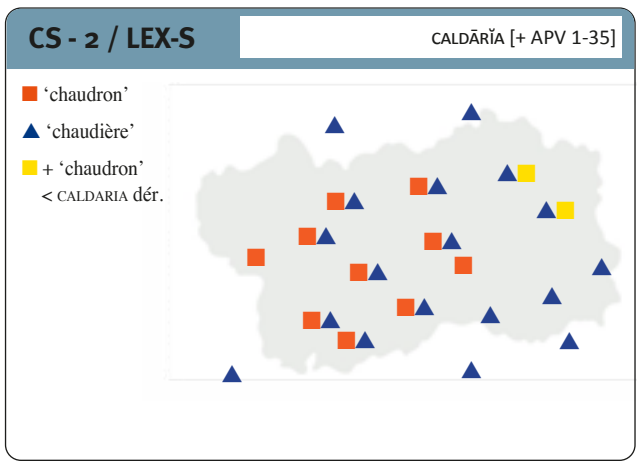 CS - 2 / LEX-S
CALDĀRĬA [+ APV 1-35]
‘chaudron’
‘chaudière’
+ ‘chaudron’
< CALDARIA dér.